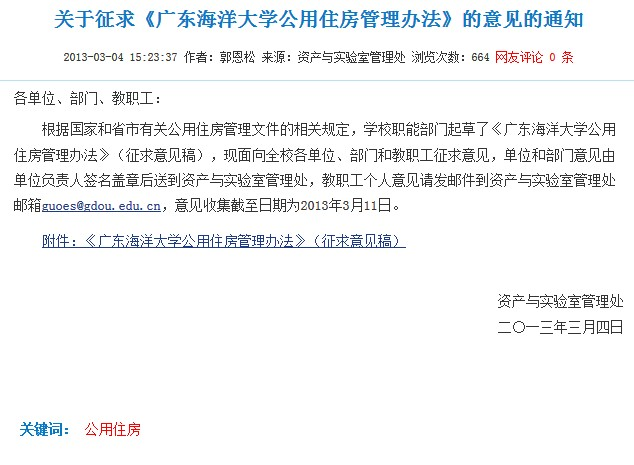 关于征求《广东海洋大学公用住房管理办法》的意见的通知
2013-03-04 15:23:37 作者：郭恩松 来源：资产与实验室管理处 浏览次数：664 网友评论 0 条
各单位、部门、教职工：
根据国家和省市有关公用住房管理文件的相关规定，学校职能部门起草了《广东海洋大学公用
住房管理办法》（征求意见稿），现面向全校各单位、部门和教职工征求意见，单位和部门意见由
单位负责人签名盖章后送到资产与实验室管理处，教职工个人意见请发邮件到资产与实验室管理处
邮箱guoes@gdou.edu.cn，意见收集截至日期为2013年3月11日。
附件：《广东海洋大学公用住房管理办法》（征求意见稿）
资产与实验室管理处
二〇一三年三月四日
关键词： 公用住房